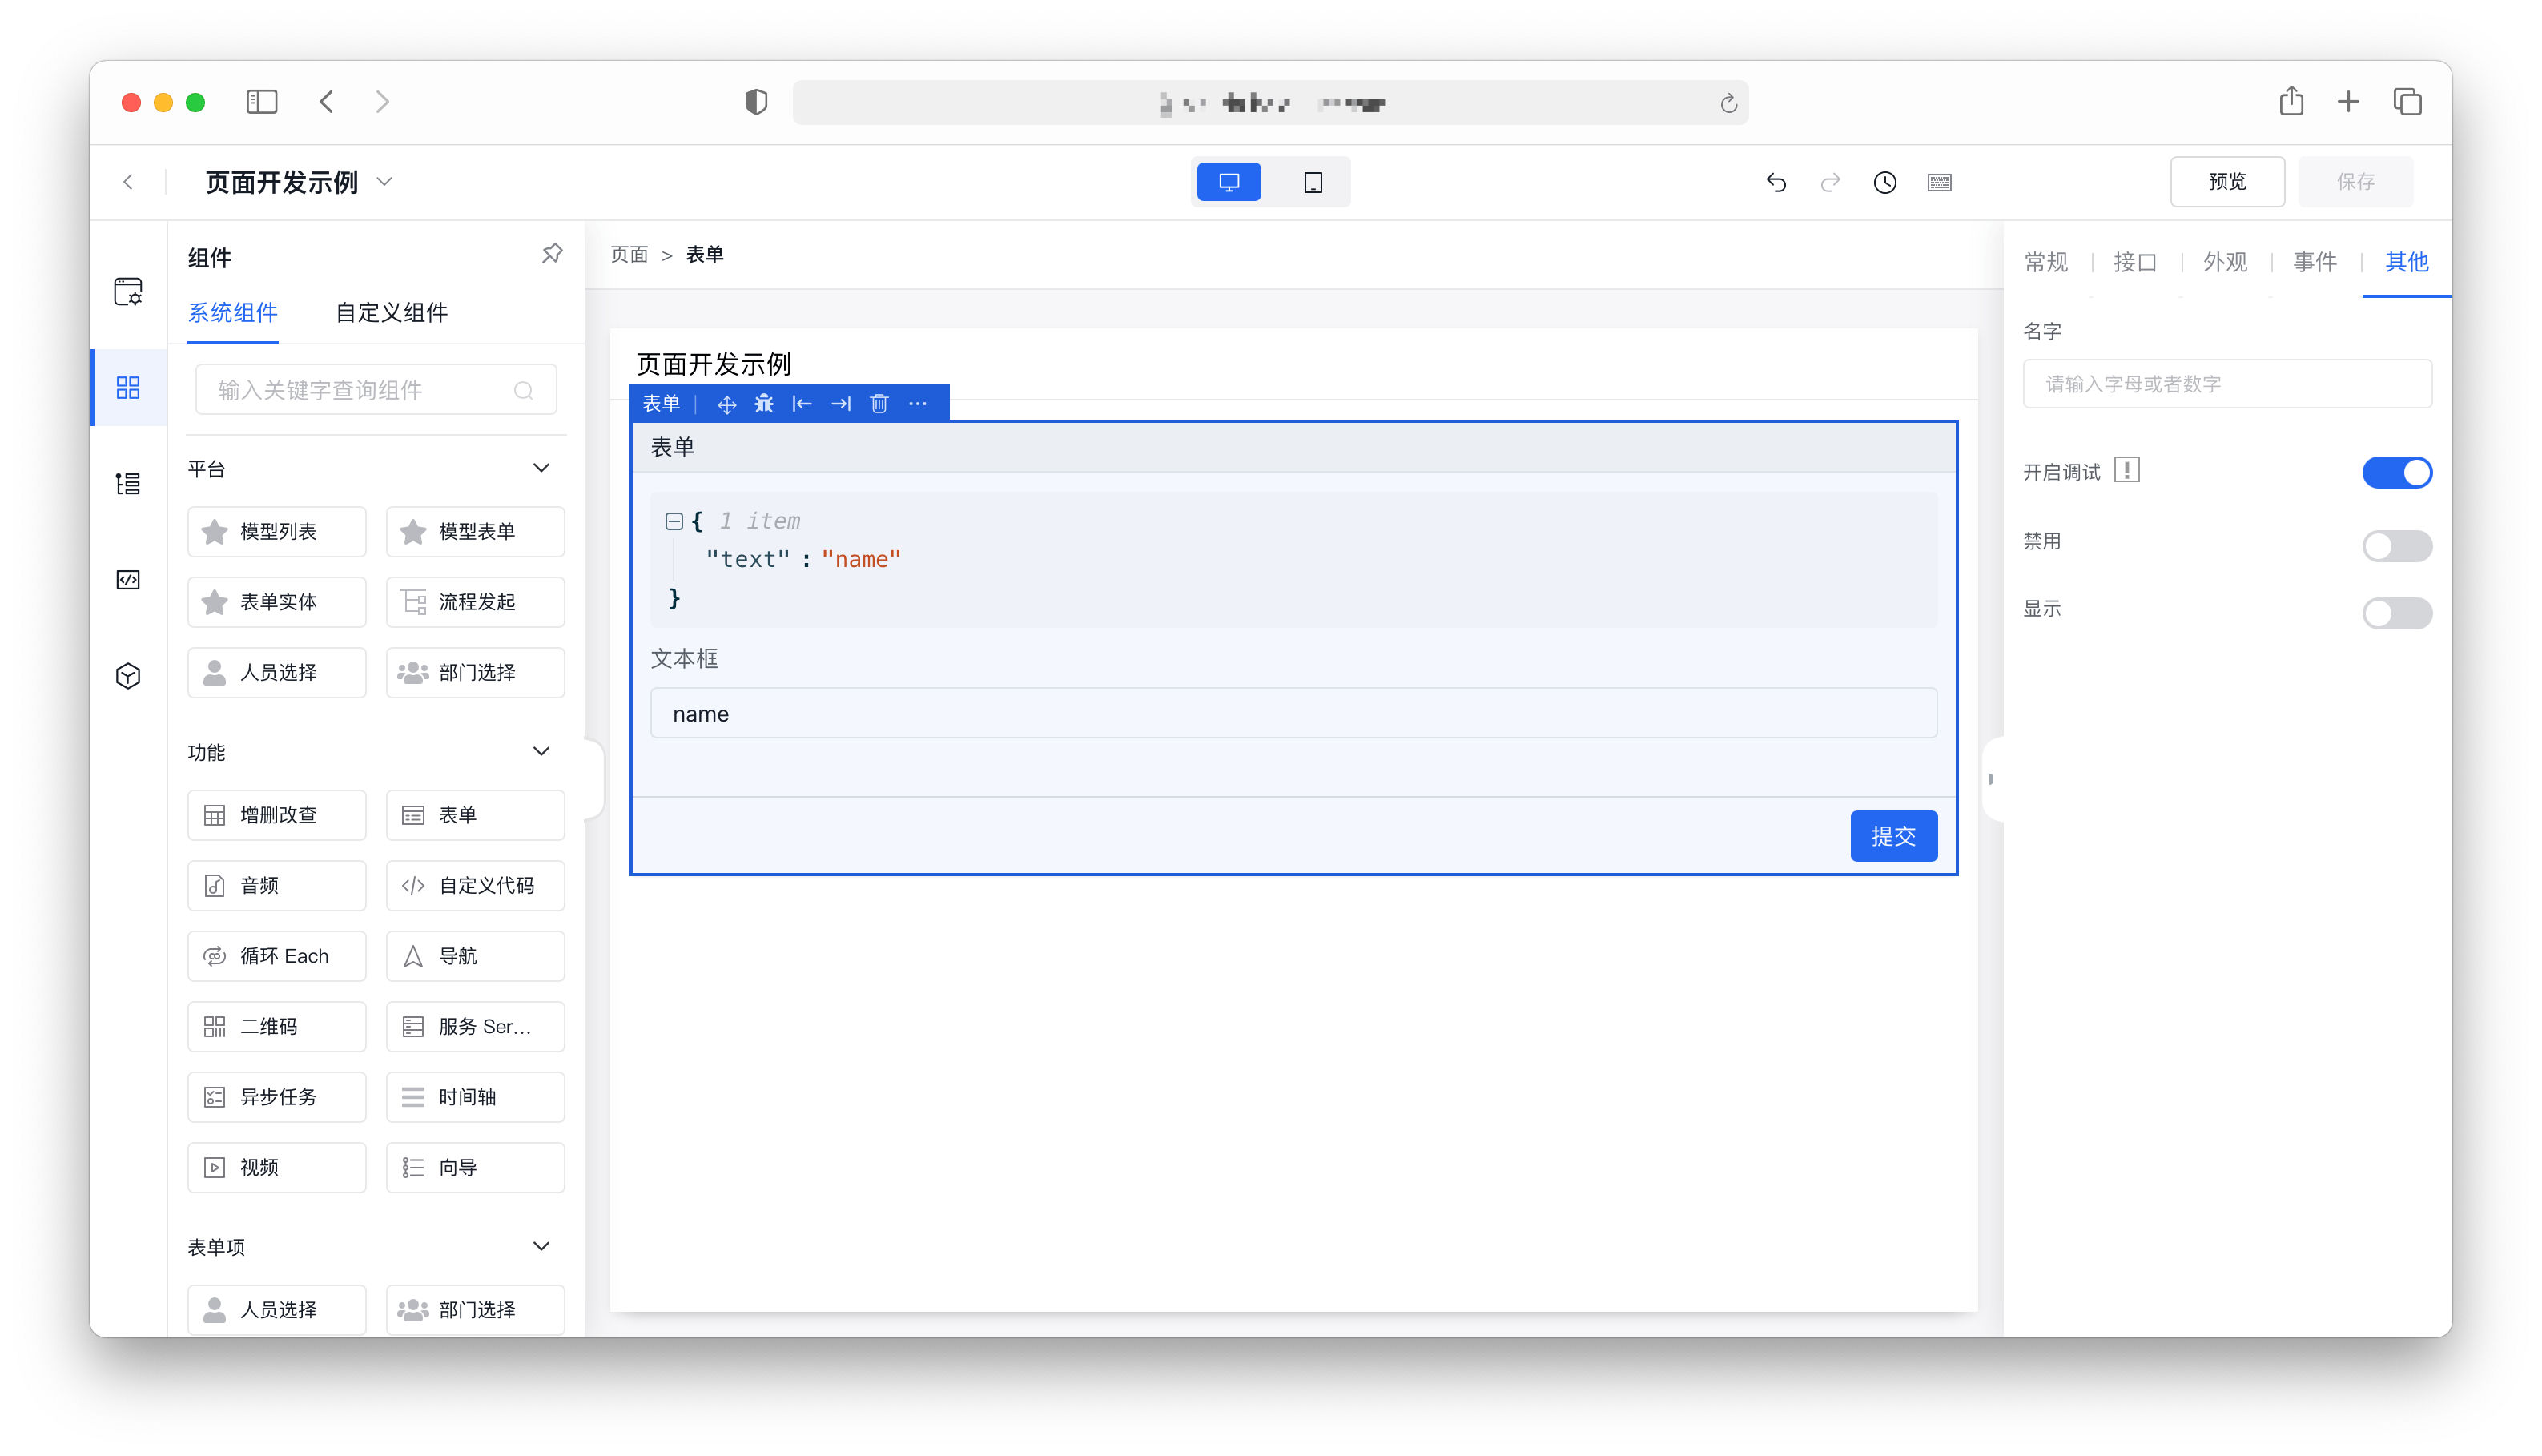 页面开发示例
预览
保存
组件
系统组件
自定义组件
输入关键字查询组件
平台
模型列表
模型表单
表单实体
流程发起
人员选择
部门选择
功能
增删改查
表单
音频
自定义代码
循环 Each
导航
二维码
服务 Ser...
异步任务
时间轴
视频
向导
表单项
人员选择
部门选择
页面 > 表单
页面开发示例
表单
表单
{ 1 item
"text" : "name"
}
文本框
name
提交
常规 | 接口 | 外观 | 事件 | 其他
名字
请输入字母或者数字
开启调试
禁用
显示